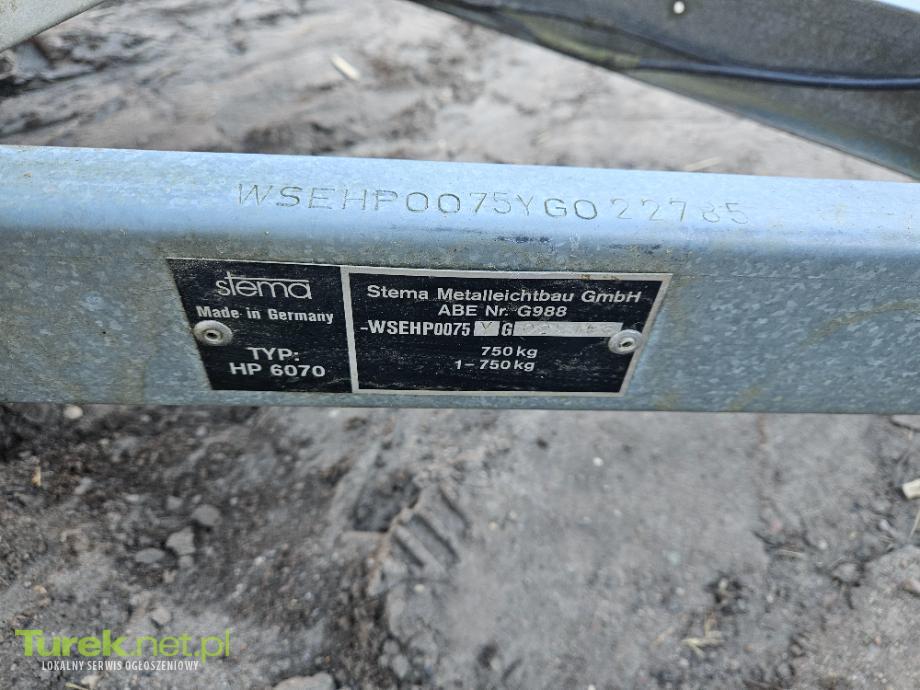 WSEHP0075YG022785
stema
Made in Germany
TYP:
HP 6070
Stema Metalleichtbau GmbH
ABE Nr. G988
-WSEHP0075 Y G
750 kg
1-750 kg
Turek.net.pl
LOKALNY SERWIS OGŁOSZENIOWY